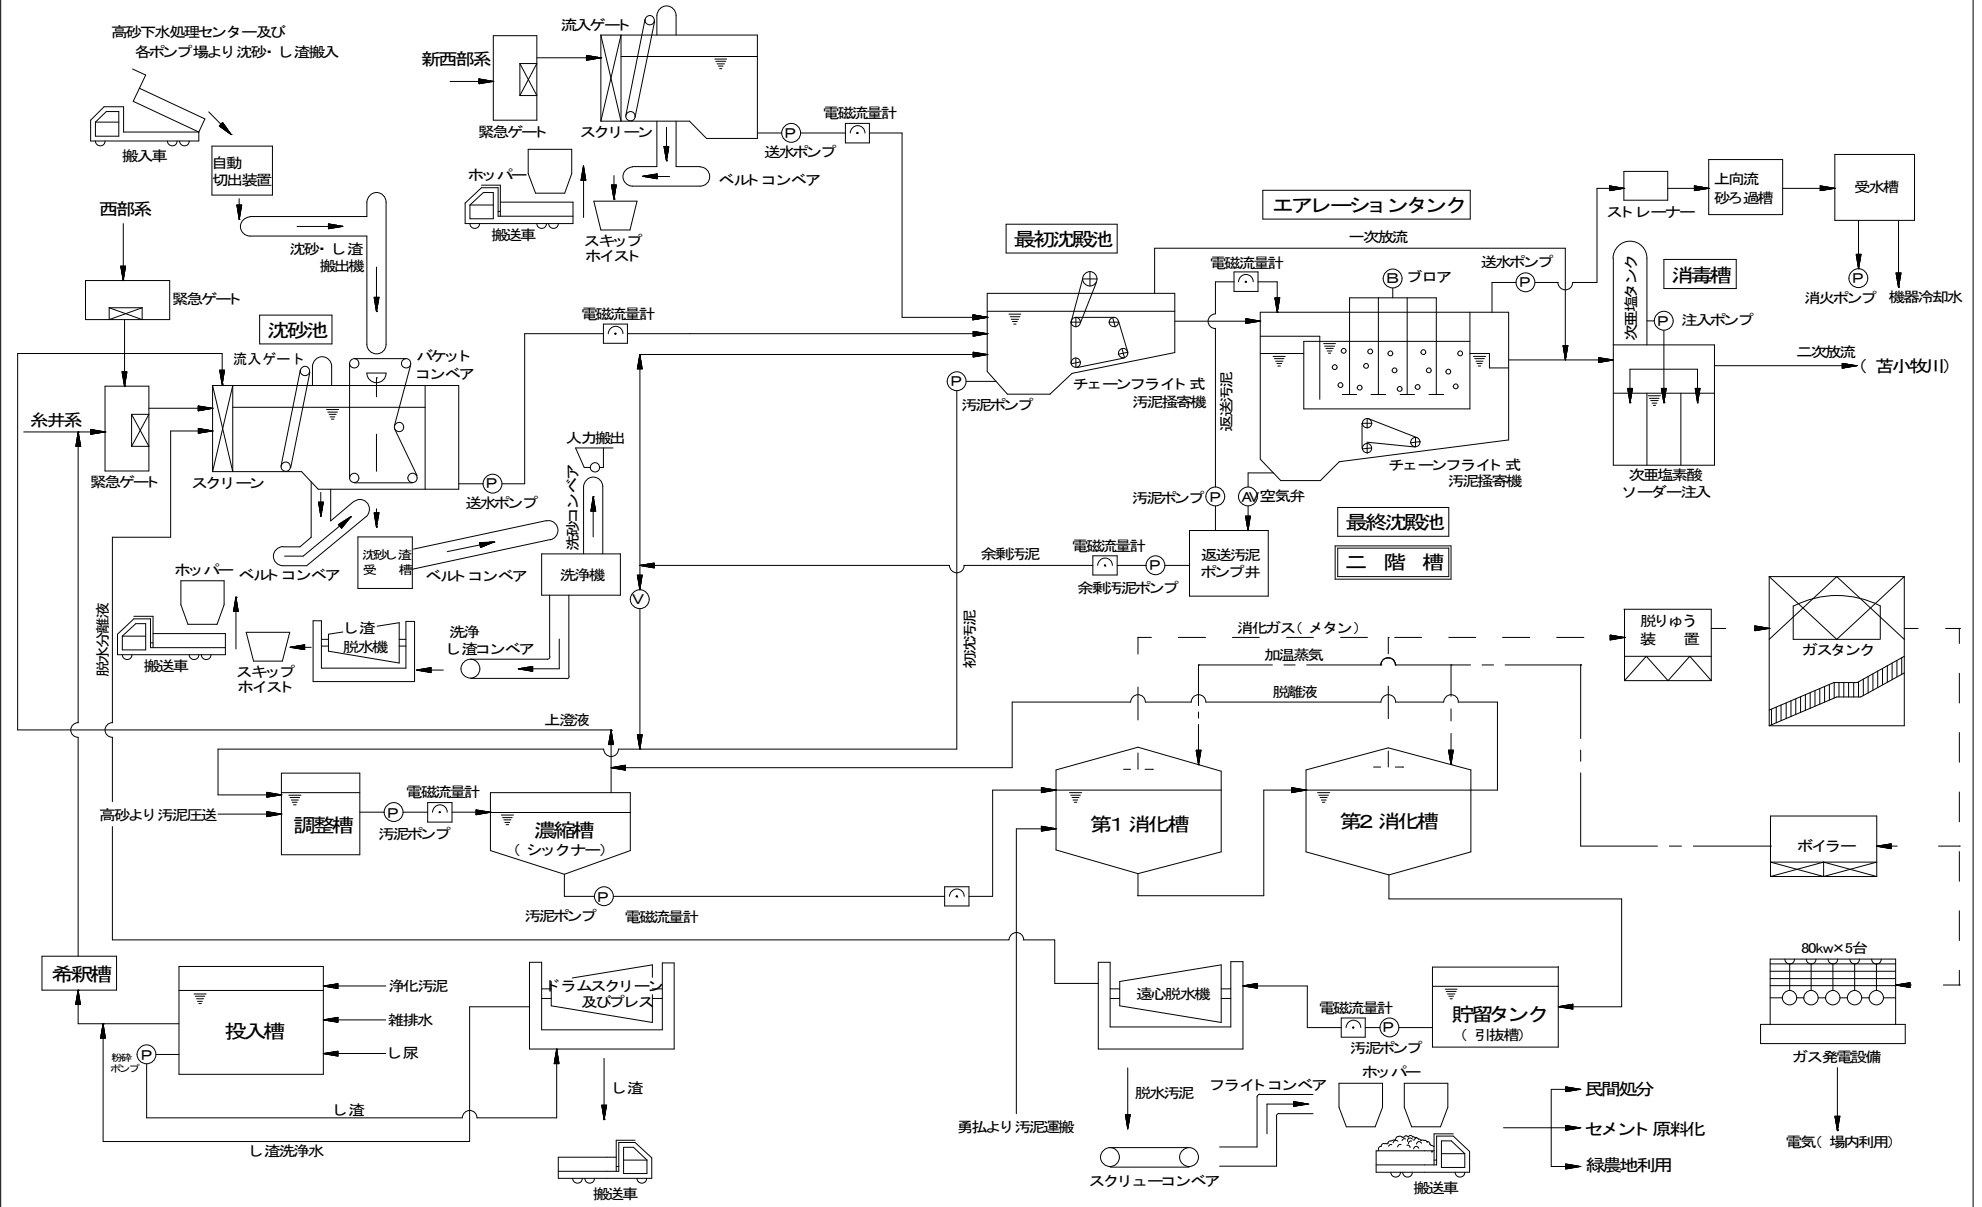 高砂下水処理センター及び
各ポンプ場より沈砂・し渣搬入
搬入車
自動
切出装置
西部系
緊急ゲート
沈砂・し渣
搬出機
新西部系
緊急ゲート
流入ゲート
スクリーン
ホッパー
搬送車
スキップ
ホイスト
ベルトコンベア
P
送水ポンプ
電磁流量計
沈砂池
流入ゲート
バケット
コンベア
糸井系
緊急ゲート
スクリーン
P
送水ポンプ
電磁流量計
ベルトコンベア
沈砂し渣
受 槽
ベルトコンベア
人力搬出
洗砂コンベア
洗浄機
洗浄
し渣コンベア
し渣
脱水機
スキップ
ホイスト
ホッパー
搬送車
脱水分離液
最初沈殿池
チェーンフライト式
汚泥掻寄機
P
汚泥ポンプ
初沈汚泥
V
エアレーションタンク
一次放流
電磁流量計
B
ブロア
返送汚泥
チェーンフライト式
汚泥掻寄機
汚泥ポンプ
P
AV
空気弁
最終沈殿池
二 階 槽
返送汚泥
ポンプ井
余剰汚泥
電磁流量計
P
余剰汚泥ポンプ
送水ポンプ
P
ストレーナー
上向流
砂ろ過槽
受水槽
P
消火ポンプ
機器冷却水
消毒槽
次亜塩タンク
P
注入ポンプ
二次放流
(苫小牧川)
次亜塩素酸
ソーダー注入
消化ガス(メタン)
加温蒸気
脱離液
脱りゅう
装 置
ガスタンク
上澄液
高砂より汚泥圧送
調整槽
P
汚泥ポンプ
電磁流量計
濃縮槽
(シックナー)
P
汚泥ポンプ
電磁流量計
第1消化槽
第2消化槽
ボイラー
80kw×5台
ガス発電設備
電気(場内利用)
希釈槽
投入槽
浄化汚泥
雑排水
し尿
粉砕
ポンプ
P
し渣
し渣洗浄水
ドラムスクリーン
及びプレス
し渣
搬送車
勇払より汚泥運搬
遠心脱水機
電磁流量計
P
汚泥ポンプ
貯留タンク
(引抜槽)
脱水汚泥
スクリューコンベア
フライトコンベア
ホッパー
搬送車
民間処分
セメント原料化
緑農地利用